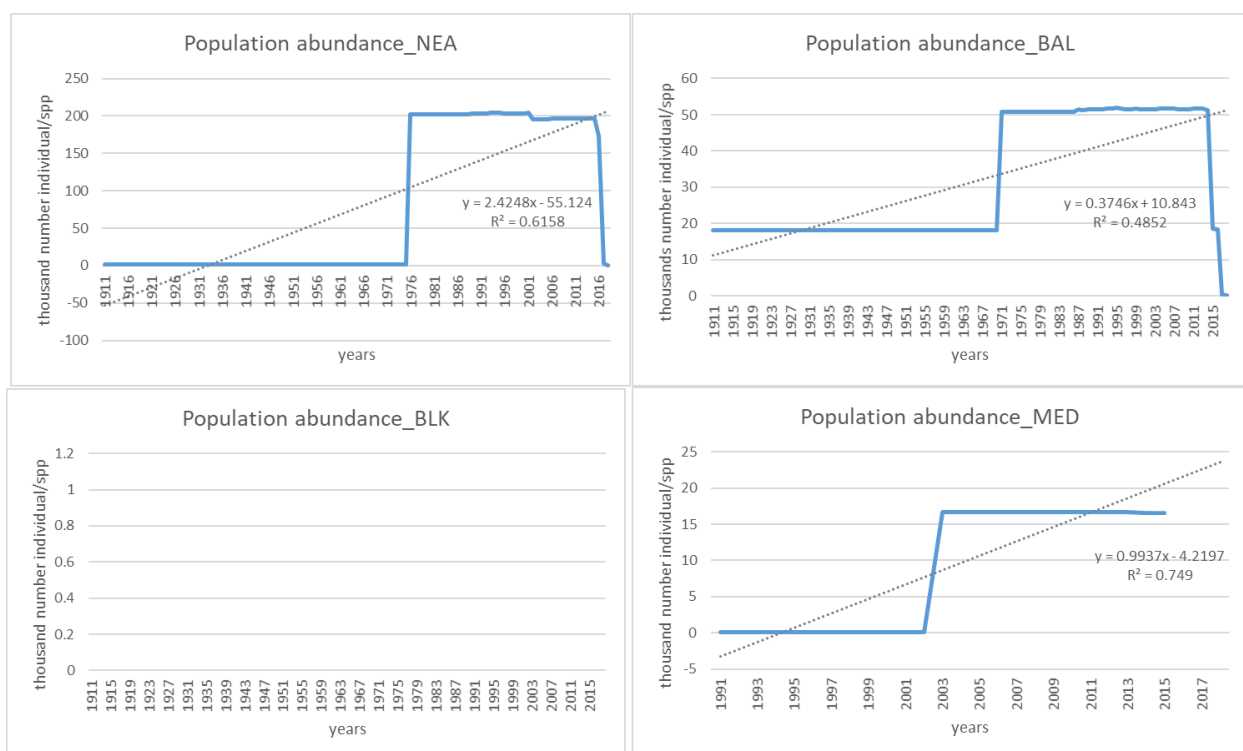 Population abundance_NEA
thousand number individual/spp
250
200
150
100
50
0
-50
-100
y = 2.4248x - 55.124
R² = 0.6158
1911 1916 1921 1926 1931 1936 1941 1946 1951 1956 1961 1966 1971 1976 1981 1986 1991 1996 2001 2006 2011 2016
years
Population abundance_BAL
thousands number individual/spp
60
50
40
30
20
10
0
y = 0.3746x + 10.843
R² = 0.4852
1911 1915 1919 1923 1927 1931 1935 1939 1943 1947 1951 1955 1959 1963 1967 1971 1975 1979 1983 1987 1991 1995 1999 2003 2007 2011 2015
years
Population abundance_BLK
thousand number individual/spp
1.2
1
0.8
0.6
0.4
0.2
0
1911 1915 1919 1923 1927 1931 1935 1939 1943 1947 1951 1955 1959 1963 1967 1971 1975 1979 1983 1987 1991 1995 1999 2003 2007 2011 2015
years
Population abundance_MED
thousand number individual/spp
25
20
15
10
5
0
-5
y = 0.9937x - 4.2197
R² = 0.749
1991 1993 1995 1997 1999 2001 2003 2005 2007 2009 2011 2013 2015 2017
years